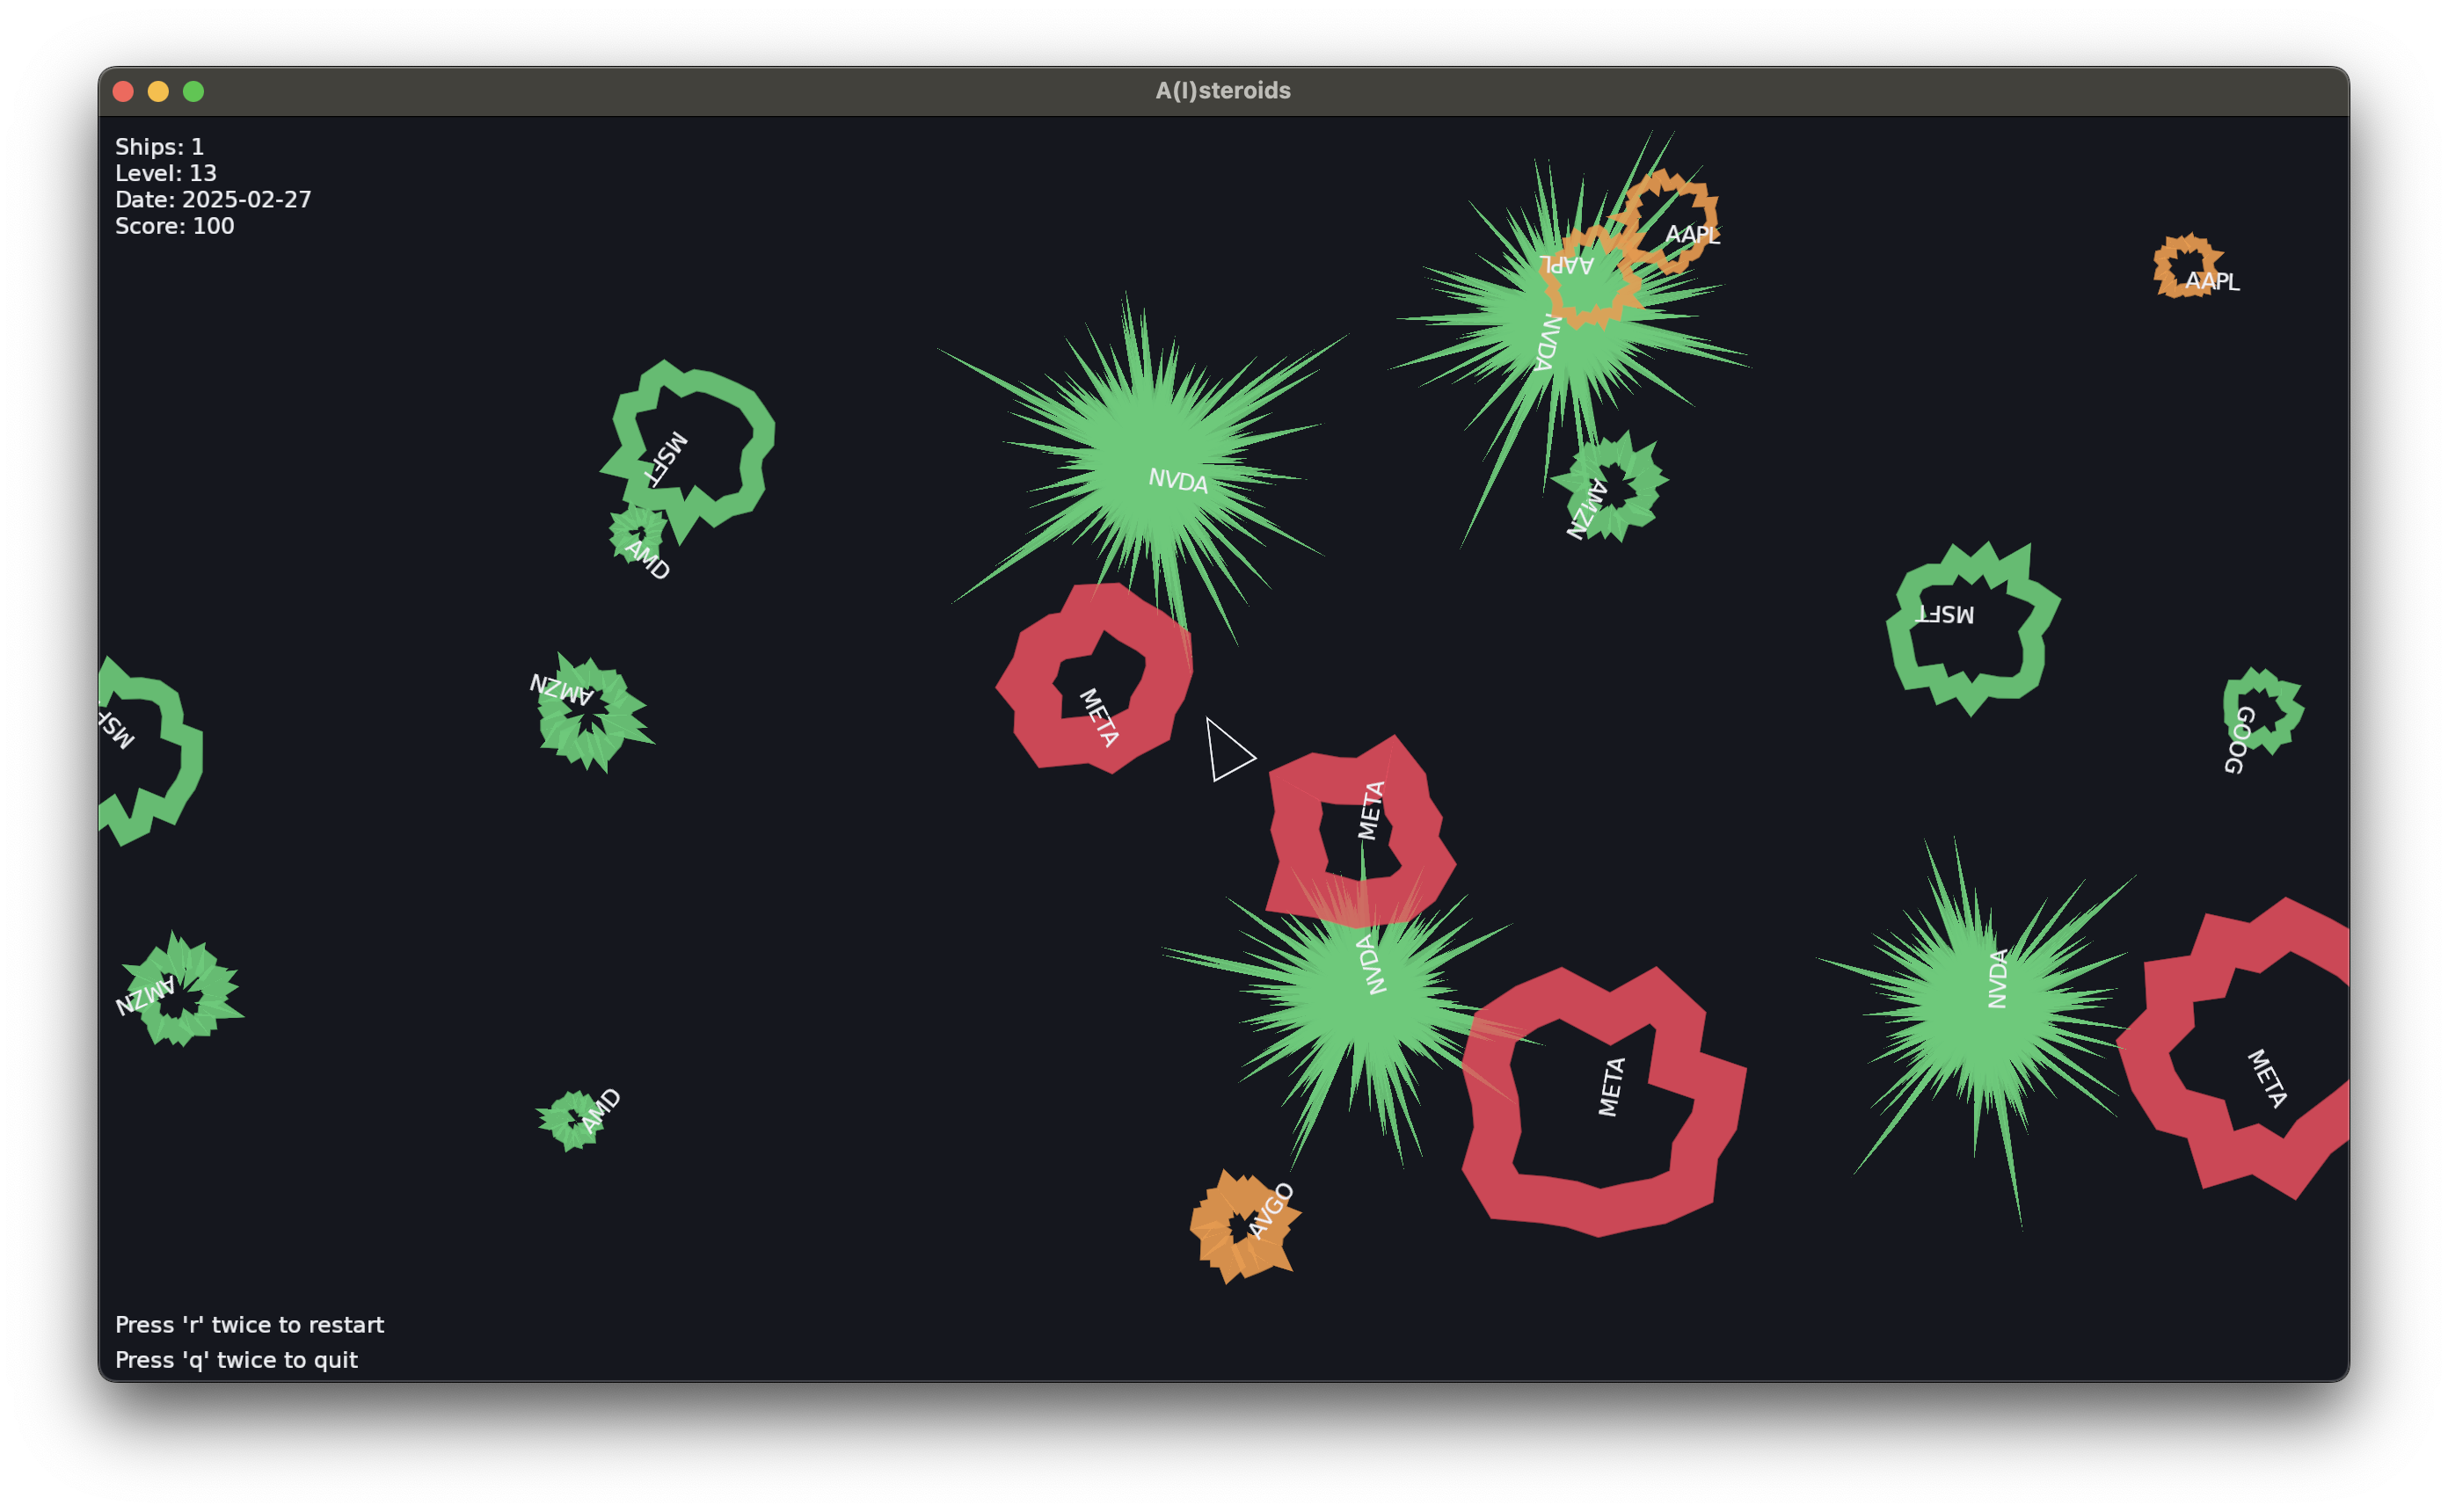 A(I)steroids
Ships: 1
Level: 13
Date: 2025-02-27
Score: 100
AAPL
AAPL
AAPL
NVDA
MSFT
NVDA
AMZN
AMD
MSFT
AMZN
META
GOOG
MSF
META
NVDA
NVDA
AMZN
META
META
AMD
AVGO
Press 'r' twice to restart
Press 'q' twice to quit